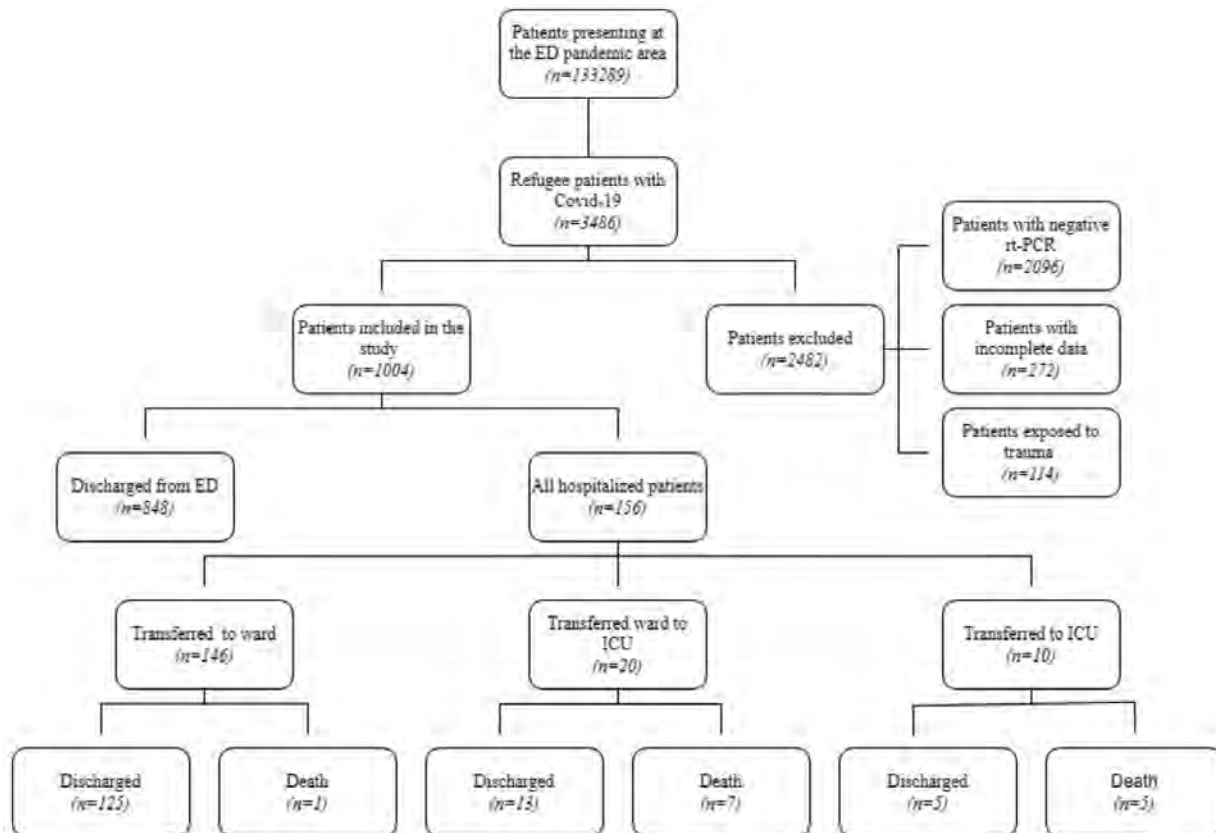 Patients presenting at
the ED pandemic area
(n=133289)
Refugee patients with
Covid-19
(n=3486)
Patients with negative
rt-PCR
(n=2096)
Patients included in the
study
(n=1004)
Patients excluded
(n=2482)
Patients with
incomplete data
(n=272)
Patients exposed to
trauma
(n=114)
Discharged from ED
(n=848)
All hospitalized patients
(n=156)
Transferred to ward
(n=146)
Transferred ward to
ICU
(n=20)
Transferred to ICU
(n=10)
Discharged
(n=125)
Death
(n=1)
Discharged
(n=13)
Death
(n=7)
Discharged
(n=5)
Death
(n=5)